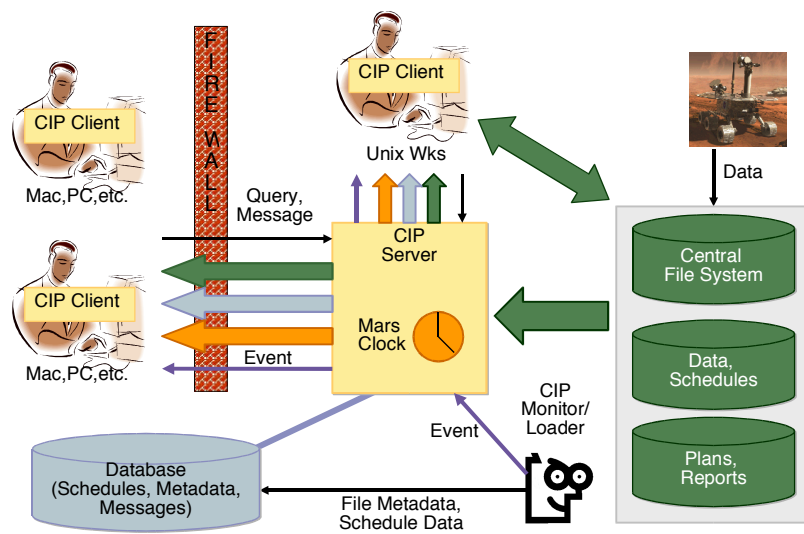 FIRE WALL
CIP Client
Unix Wks
CIP Client
Mac,PC,etc.
Query,
Message
Data
CIP
Server
Central
File System
CIP Client
Mac,PC,etc.
Mars
Clock
Event
Data,
Schedules
CIP
Monitor/
Loader
Event
Plans,
Reports
Database
(Schedules, Metadata,
Messages)
File Metadata,
Schedule Data